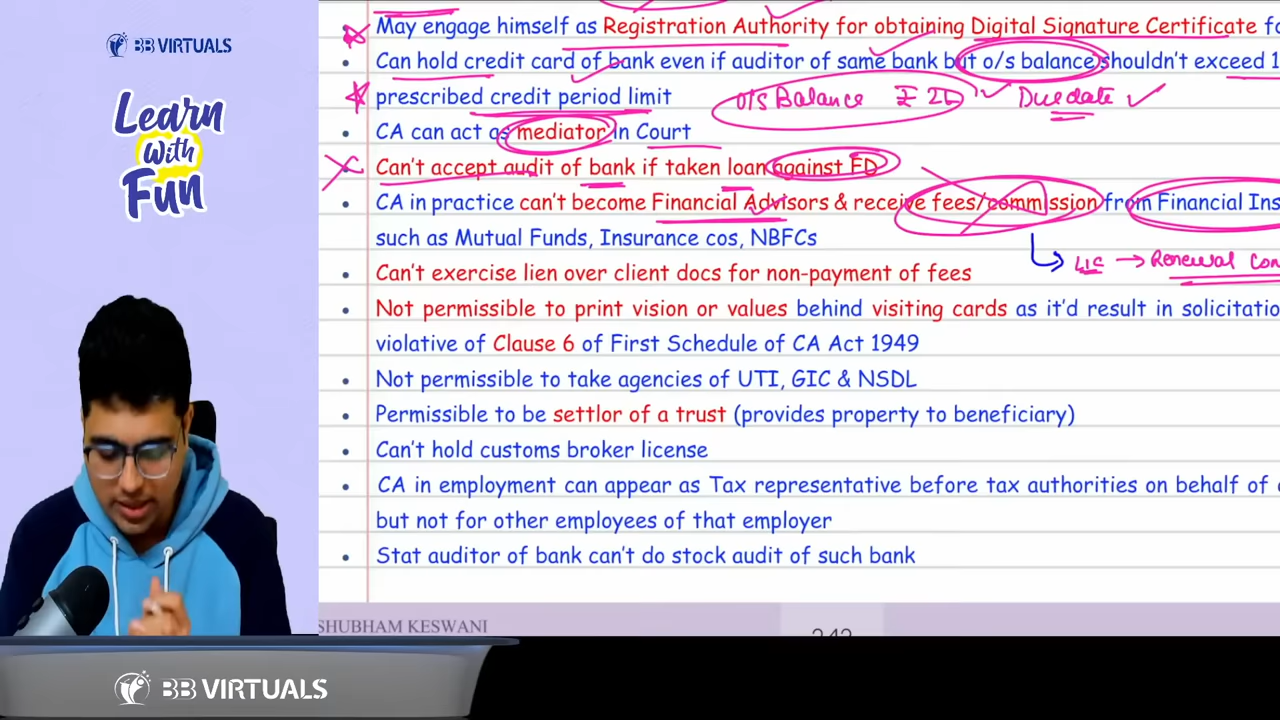 BB VIRTUALS
Learn
With
Fun
May engage himself as Registration Authority for obtaining Digital Signature Certificate
Can hold credit card of bank even if auditor of same bank but o/s balance shouldn't exceed
prescribed credit period limit
O/S Balance ₹ Due date
CA can act as mediator in Court
Can't accept audit of bank if taken loan against FD
CA in practice can't become Financial Advisors & receive fees/commission from Financial
such as Mutual Funds, Insurance cos, NBFCs
LIC → Renewal
Can't exercise lien over client docs for non-payment of fees
Not permissible to print vision or values behind visiting cards as it'd result in
violative of Clause 6 of First Schedule of CA Act 1949
Not permissible to take agencies of UTI, GIC & NSDL
Permissible to be settlor of a trust (provides property to beneficiary)
Can't hold customs broker license
CA in employment can appear as Tax representative before tax authorities on behalf of
but not for other employees of that employer
Stat auditor of bank can't do stock audit of such bank
SHUBHAM KESWANI
BB VIRTUALS